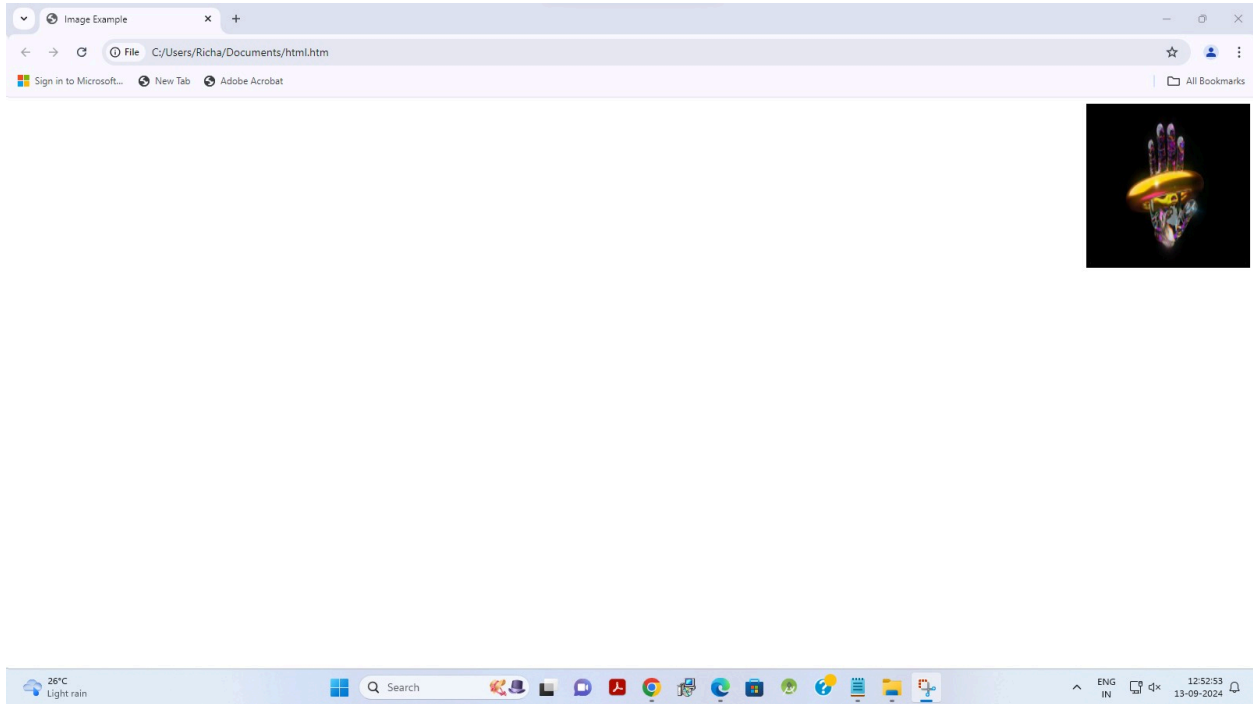 Image Example
File C:/Users/Richa/Documents/html.htm
Sign in to Microsoft... New Tab Adobe Acrobat All Bookmarks
26°C
Light rain
Search
ENG
IN
12:52:53
13-09-2024